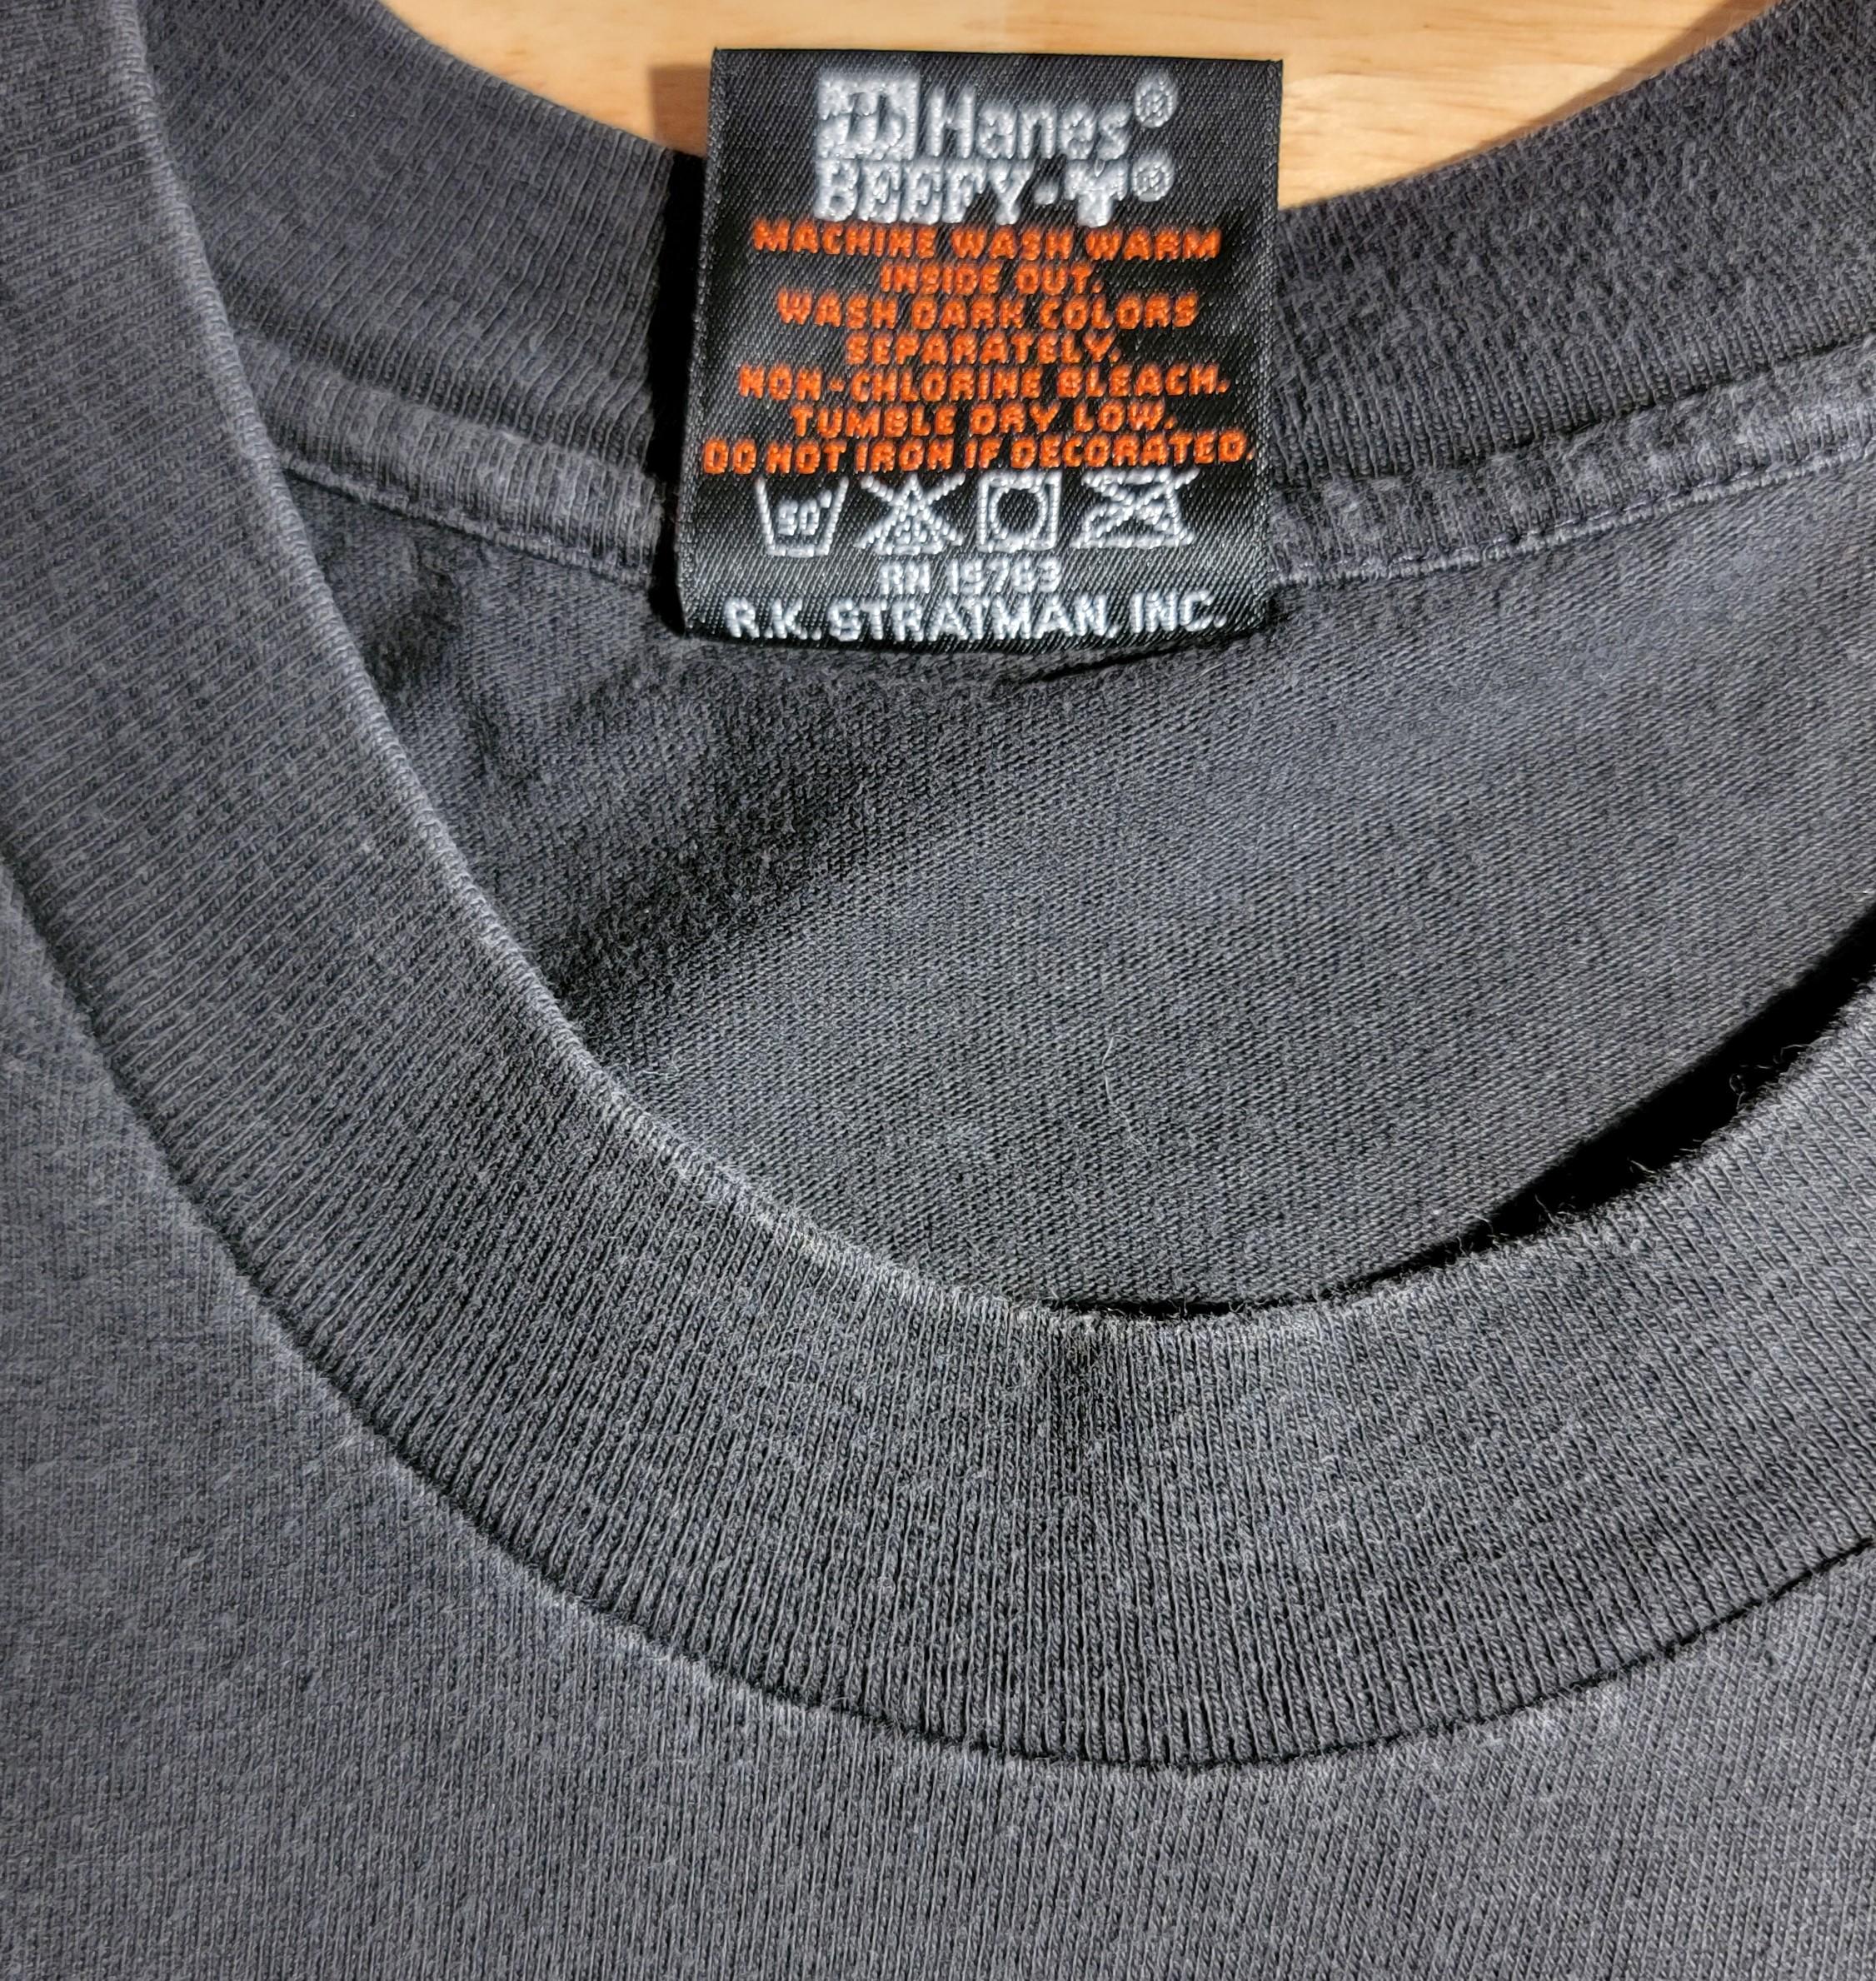 Hanes®
BEEFY-T®
MACHINE WASH WARM
INSIDE OUT.
WASH DARK COLORS
SEPARATELY.
NON-CHLORINE BLEACH.
TUMBLE DRY LOW.
DO NOT IRON IF DECORATED.
RN 15763
R.K. STRATMAN, INC.